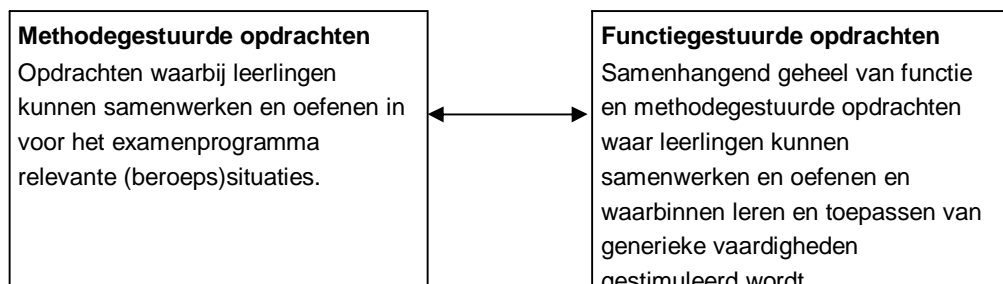 Methodegestuurde opdrachten
Opdrachten waarbij leerlingen
kunnen samenwerken en oefenen in
voor het examenprogramma
relevante (beroeps)situaties.
Functiegestuurde opdrachten
Samenhangend geheel van functie
en methodegestuurde opdrachten
waar leerlingen kunnen
samenwerken en oefenen en
waarbinnen leren en toepassen van
generieke vaardigheden
gestimuleerd wordt